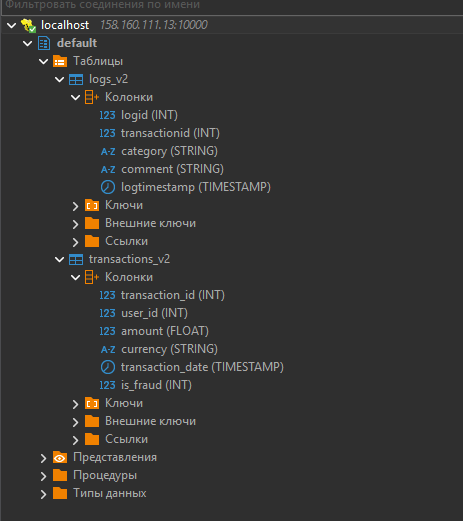 Фильтровать соединения по имени
localhost 158.160.111.13:10000
default
Таблицы
logs_v2
Колонки
123 logid (INT)
123 transactionid (INT)
A-Z category (STRING)
A-Z comment (STRING)
logtimestamp (TIMESTAMP)
Ключи
Внешние ключи
Ссылки
transactions_v2
Колонки
123 transaction_id (INT)
123 user_id (INT)
123 amount (FLOAT)
A-Z currency (STRING)
transaction_date (TIMESTAMP)
123 is_fraud (INT)
Ключи
Внешние ключи
Ссылки
Представления
Процедуры
Типы данных